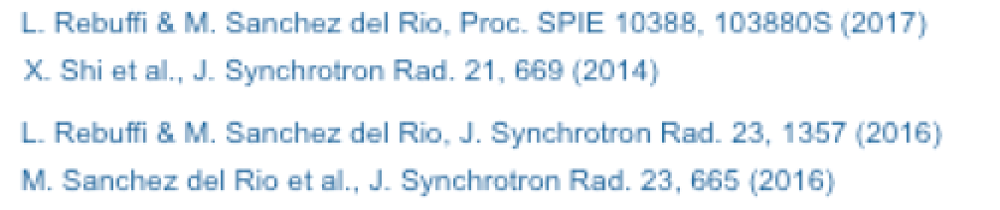 L. Rebuffi & M. Sanchez del Rio, Proc. SPIE 10388, 103880S (2017)
X. Shi et al., J. Synchrotron Rad. 21, 669 (2014)
L. Rebuffi & M. Sanchez del Rio, J. Synchrotron Rad. 23, 1357 (2016)
M. Sanchez del Rio et al., J. Synchrotron Rad. 23, 665 (2016)